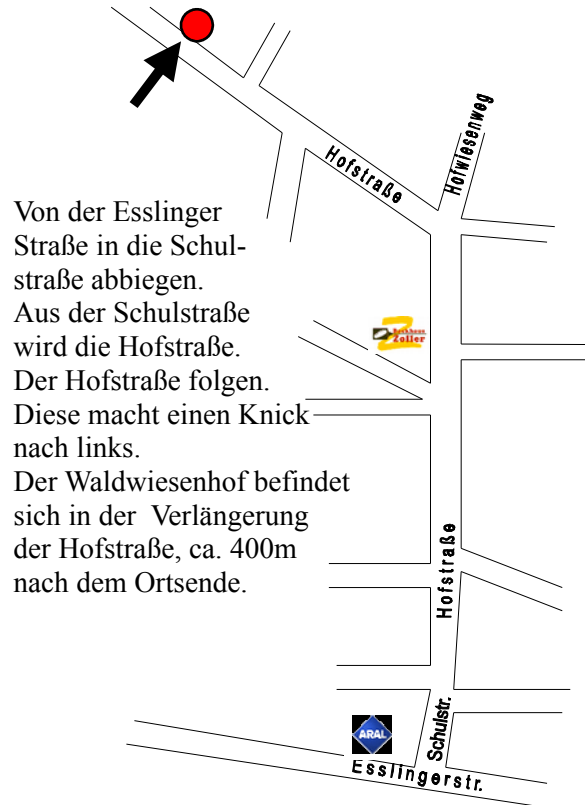 Hofwiesenweg
Hofstraße
Von der Esslinger
Straße in die Schul-
straße abbiegen.
Aus der Schulstraße
wird die Hofstraße.
Der Hofstraße folgen.
Diese macht einen Knick
nach links.
Der Waldwiesenhof befindet
sich in der Verlängerung
der Hofstraße, ca. 400m
nach dem Ortsende.
Backhaus
Zoller
Hofstraße
Schulstr.
ARAL
Esslingerstr.